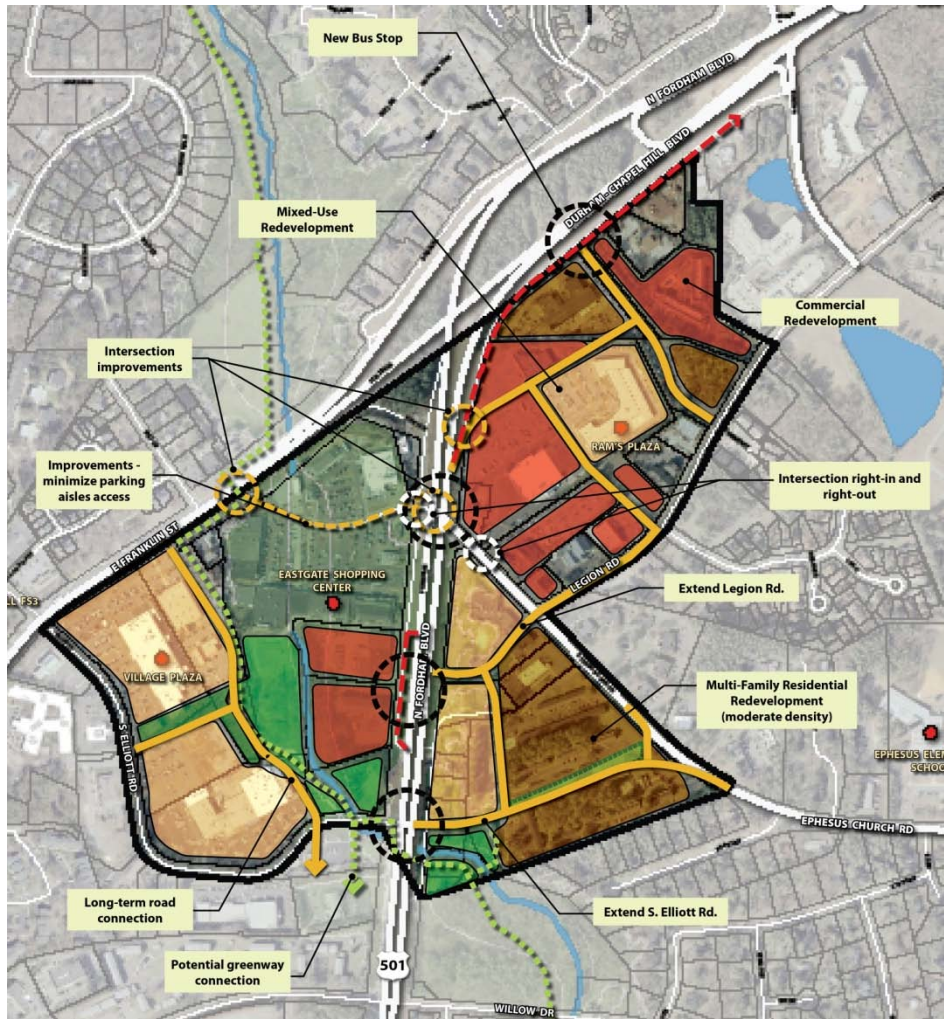 New Bus Stop
N FORDHAM BLVD
DURHAM-CHAPEL HILL BLVD
Mixed-Use
Redevelopment
Commercial
Redevelopment
Intersection
improvements
RAM'S PLAZA
Improvements -
minimize parking
aisles access
Intersection right-in and
right-out
E FRANKLIN ST
EASTGATE SHOPPING
CENTER
LEGION RD
Extend Legion Rd.
N FORDHAM BLVD
VILLAGE PLAZA
S ELLIOTT RD
Multi-Family Residential
Redevelopment
(moderate density)
EPHESUS
SCHOO
EPHESUS CHURCH RD
Long-term road
connection
Extend S. Elliott Rd.
Potential greenway
connection
501
WILLOW DR